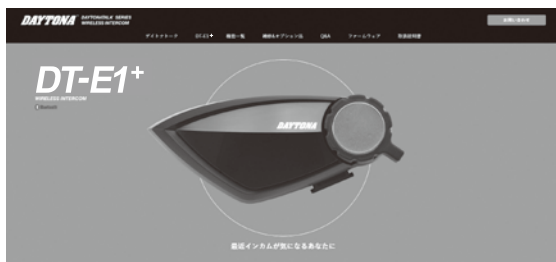 DAYTONA DAYTONATALK SERIES
WIRELESS INTERCOM
お問い合わせ
デイトナトーク DT-E1+ 機能一覧 機種&オプション品 Q&A ファームウェア 取扱説明書
DT-E1+
WIRELESS INTERCOM
Bluetooth
DAYTONA
最近インカムが気になるあなたに